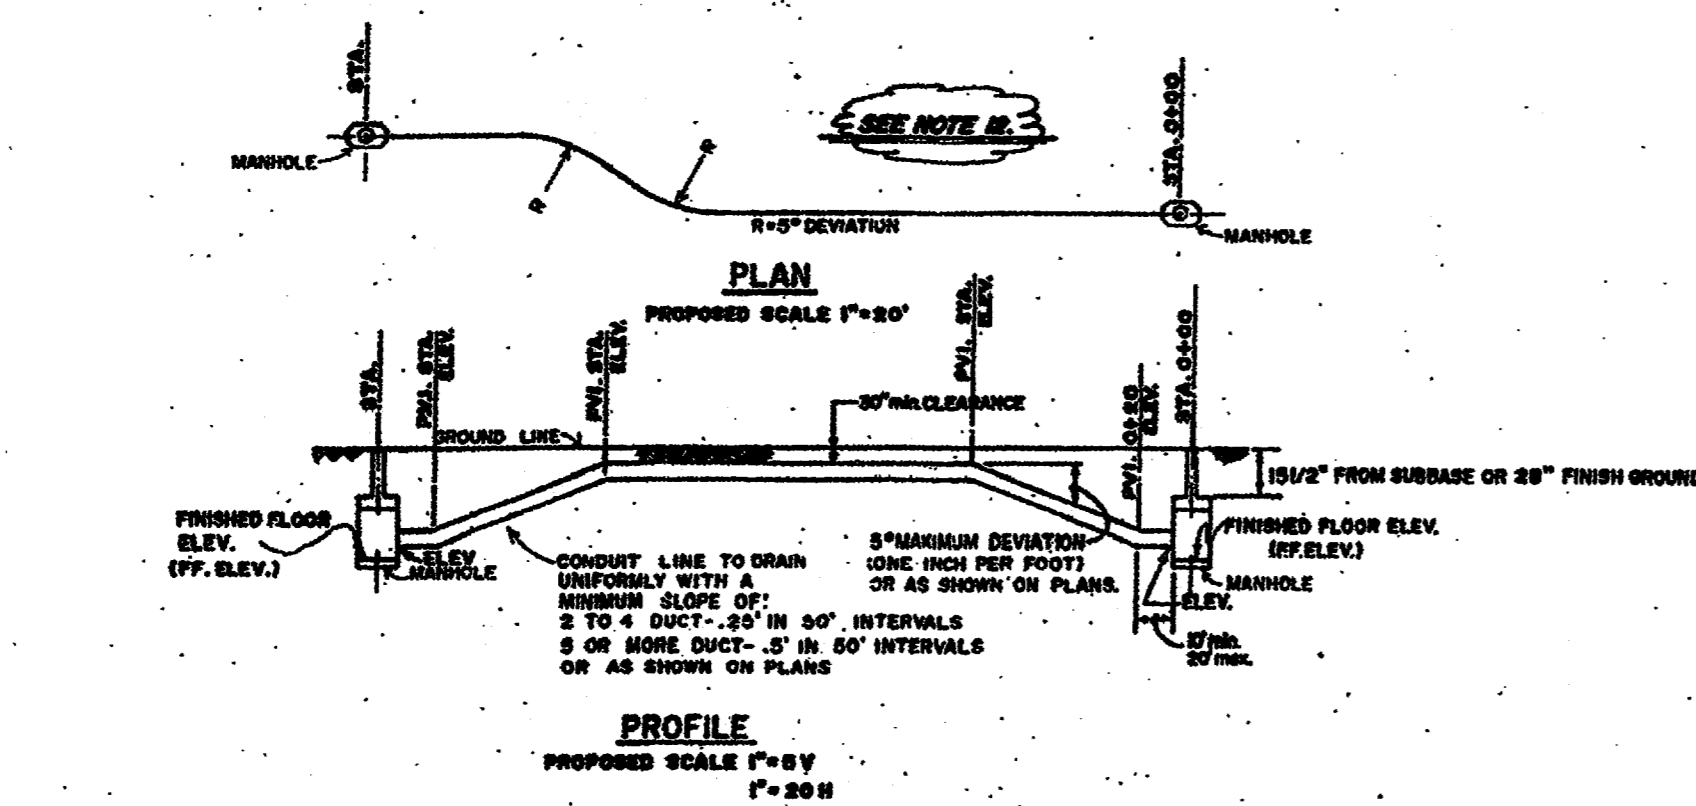 STA.
STA. 0+00
SEE NOTE 12.
MANHOLE
R
R
R=5° DEVIATION
MANHOLE
PLAN
PROPOSED SCALE 1"=20'
STA.
PVI. STA.
ELEV.
PVI. STA.
ELEV.
PVI. STA.
ELEV.
PVI. 0+20
ELEV.
STA. 0+00
30" min. CLEARANCE
GROUND LINE
15 1/2" FROM SUBBASE OR 28" FINISH GROUND
FINISHED FLOOR
ELEV.
(FF. ELEV.)
ELEV.
MANHOLE
CONDUIT LINE TO DRAIN
UNIFORMLY WITH A
MINIMUM SLOPE OF:
2 TO 4 DUCT-.25' IN 50' INTERVALS
5 OR MORE DUCT- .5' IN 50' INTERVALS
OR AS SHOWN ON PLANS
5° MAXIMUM DEVIATION
(ONE INCH PER FOOT)
OR AS SHOWN ON PLANS.
FINISHED FLOOR ELEV.
(FF. ELEV.)
MANHOLE
ELEV.
10' min.
20' max.
PROFILE
PROPOSED SCALE 1"=5 V
1"=20 H